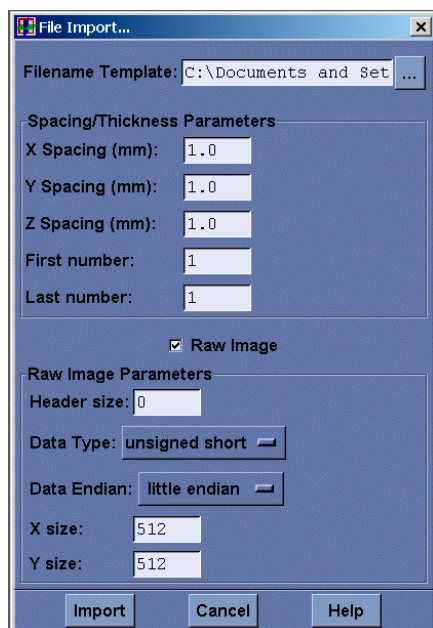 File Import...
Filename Template: C:\Documents and Set ...
Spacing/Thickness Parameters
X Spacing (mm): 1.0
Y Spacing (mm): 1.0
Z Spacing (mm): 1.0
First number: 1
Last number: 1
Raw Image
Raw Image Parameters
Header size: 0
Data Type: unsigned short
Data Endian: little endian
X size: 512
Y size: 512
Import Cancel Help